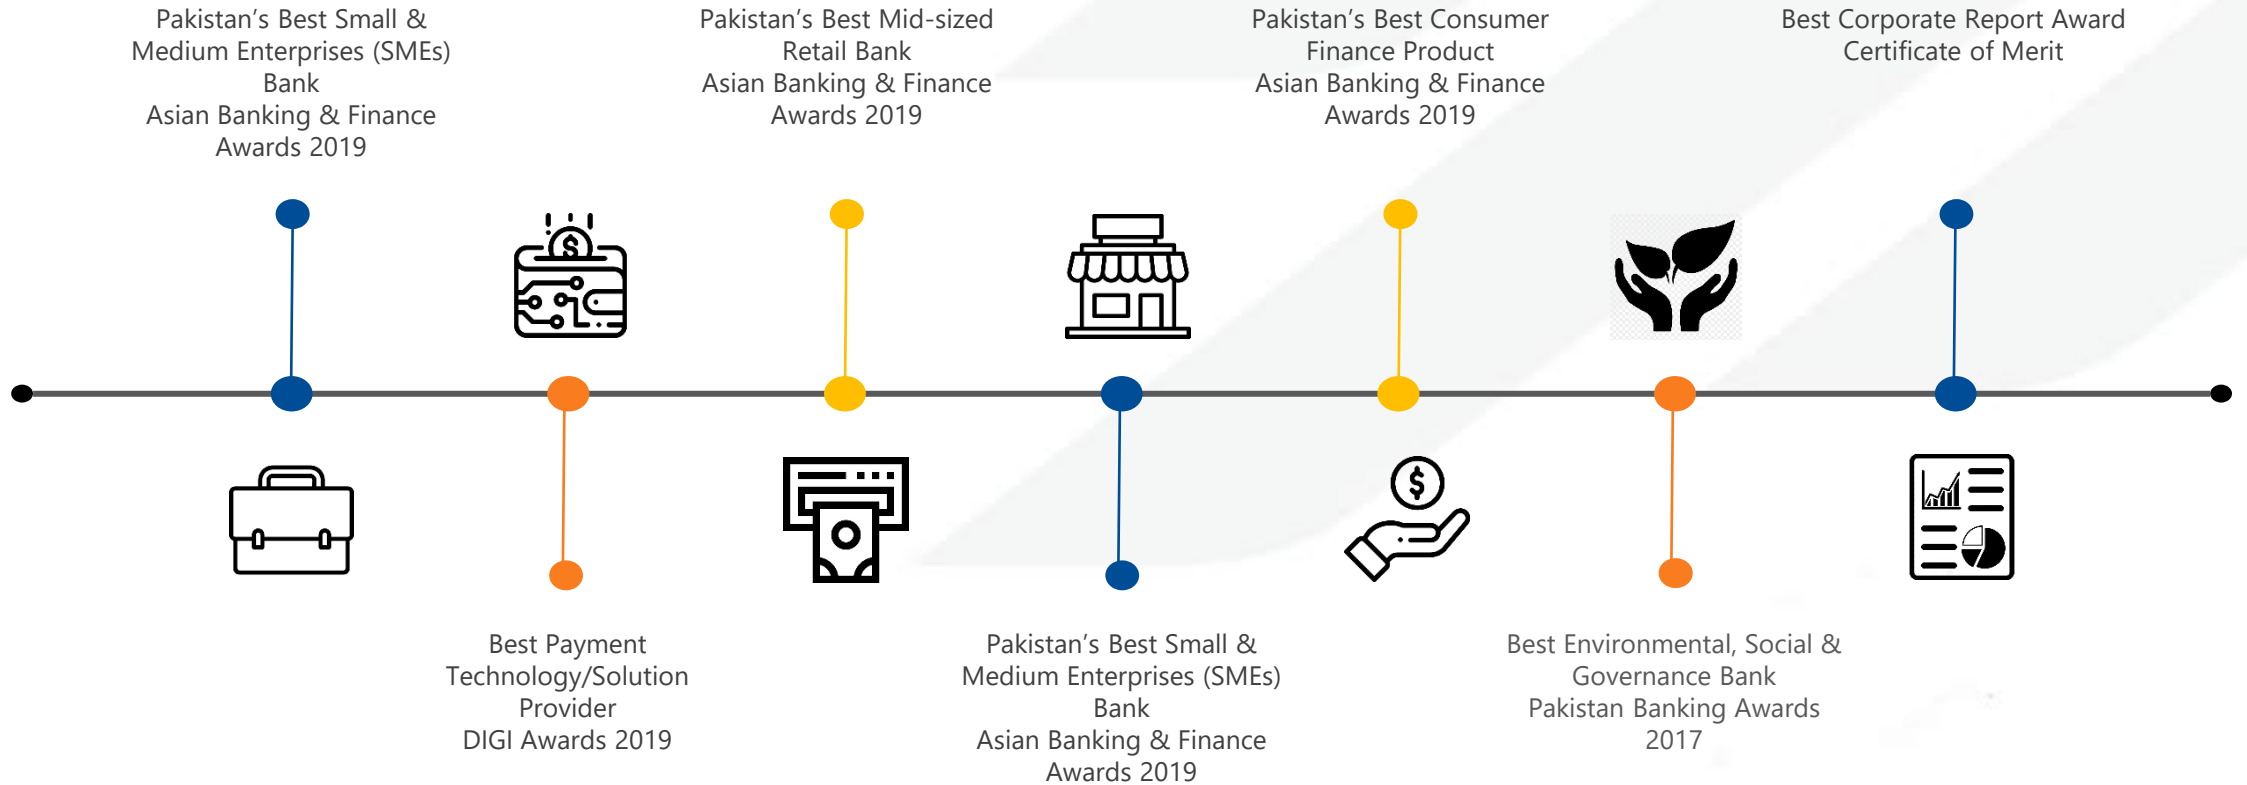 Pakistan’s Best Small &
Medium Enterprises (SMEs)
Bank
Asian Banking & Finance
Awards 2019
Pakistan’s Best Mid-sized
Retail Bank
Asian Banking & Finance
Awards 2019
Pakistan’s Best Consumer
Finance Product
Asian Banking & Finance
Awards 2019
Best Corporate Report Award
Certificate of Merit
Best Payment
Technology/Solution
Provider
DIGI Awards 2019
Pakistan’s Best Small &
Medium Enterprises (SMEs)
Bank
Asian Banking & Finance
Awards 2019
Best Environmental, Social &
Governance Bank
Pakistan Banking Awards
2017